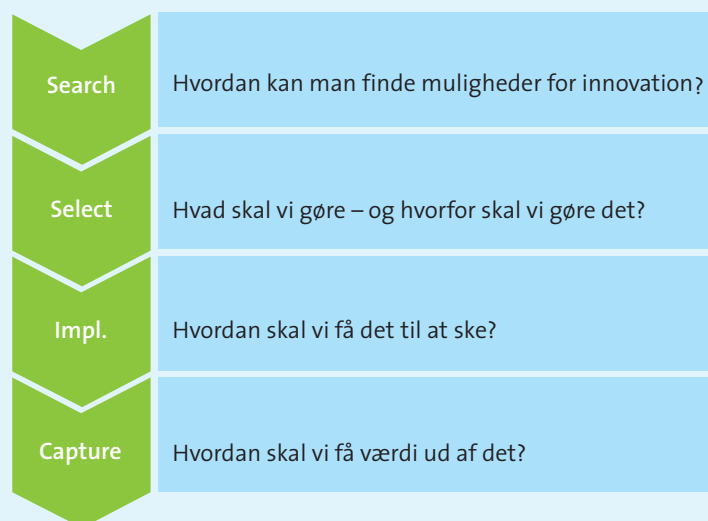 Search
Hvordan kan man finde muligheder for innovation?
Select
Hvad skal vi gøre – og hvorfor skal vi gøre det?
Impl.
Hvordan skal vi få det til at ske?
Capture
Hvordan skal vi få værdi ud af det?